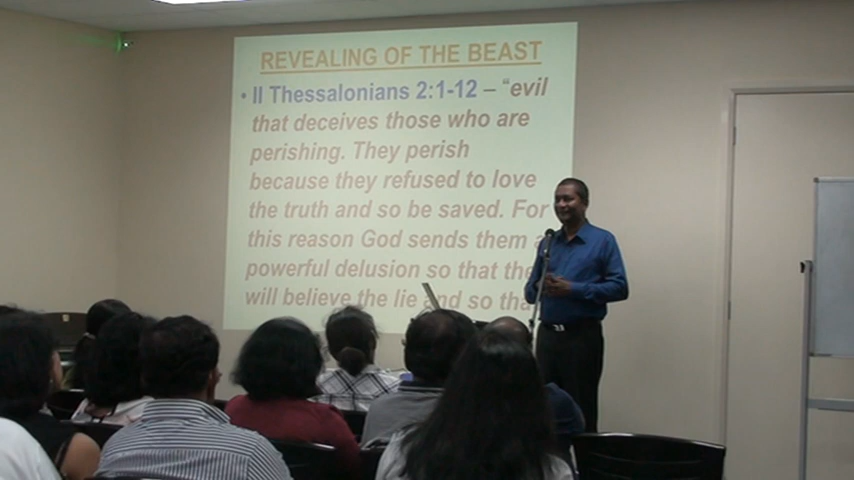 REVEALING OF THE BEAST
• II Thessalonians 2:1-12 – "evil
that deceives those who are
perishing. They perish
because they refused to love
the truth and so be saved. For
this reason God sends them a
powerful delusion so that the
will believe the lie and so tha